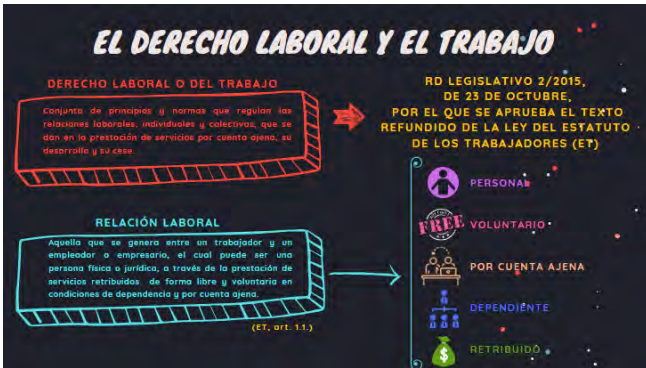 EL DERECHO LABORAL Y EL TRABAJO
DERECHO LABORAL O DEL TRABAJO
Conjunto de principios y normas que regulan las
relaciones laborales, individuales y colectivas, que se
dan en la prestación de servicios por cuenta ajena, su
desarrollo y su cese
RD LEGISLATIVO 2/2015,
DE 23 DE OCTUBRE,
POR EL QUE SE APRUEBA EL TEXTO
REFUNDIDO DE LA LEY DEL ESTATUTO
DE LOS TRABAJADORES (ET)
RELACIÓN LABORAL
Aquella que se genera entre un trabajador y un
empleador o empresario, el cual puede ser una
persona física o jurídica, a través de la prestación de
servicios retribuidos de forma libre y voluntaria en
condiciones de dependencia y por cuenta ajena.
(ET, art. 1.1.)
PERSONAL
FREE
VOLUNTARIO
POR CUENTA AJENA
DEPENDIENTE
$
RETRIBUIDO